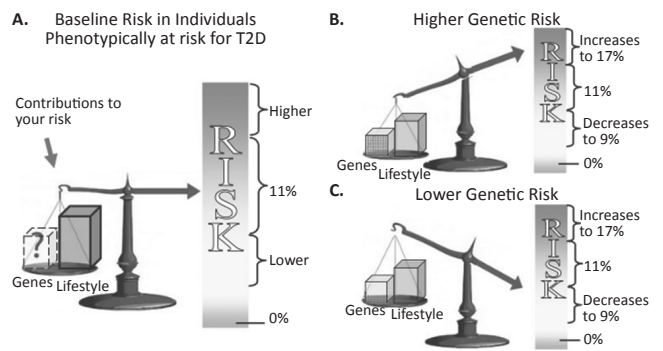 A.
Baseline Risk in Individuals
Phenotypically at risk for T2D
Contributions to
your risk
?
Genes Lifestyle
RISK
Higher
11%
Lower
0%
B.
Higher Genetic Risk
Genes Lifestyle
RISK
Increases
to 17%
11%
Decreases
to 9%
0%
C.
Lower Genetic Risk
Genes Lifestyle
RISK
Increases
to 17%
11%
Decreases
to 9%
0%